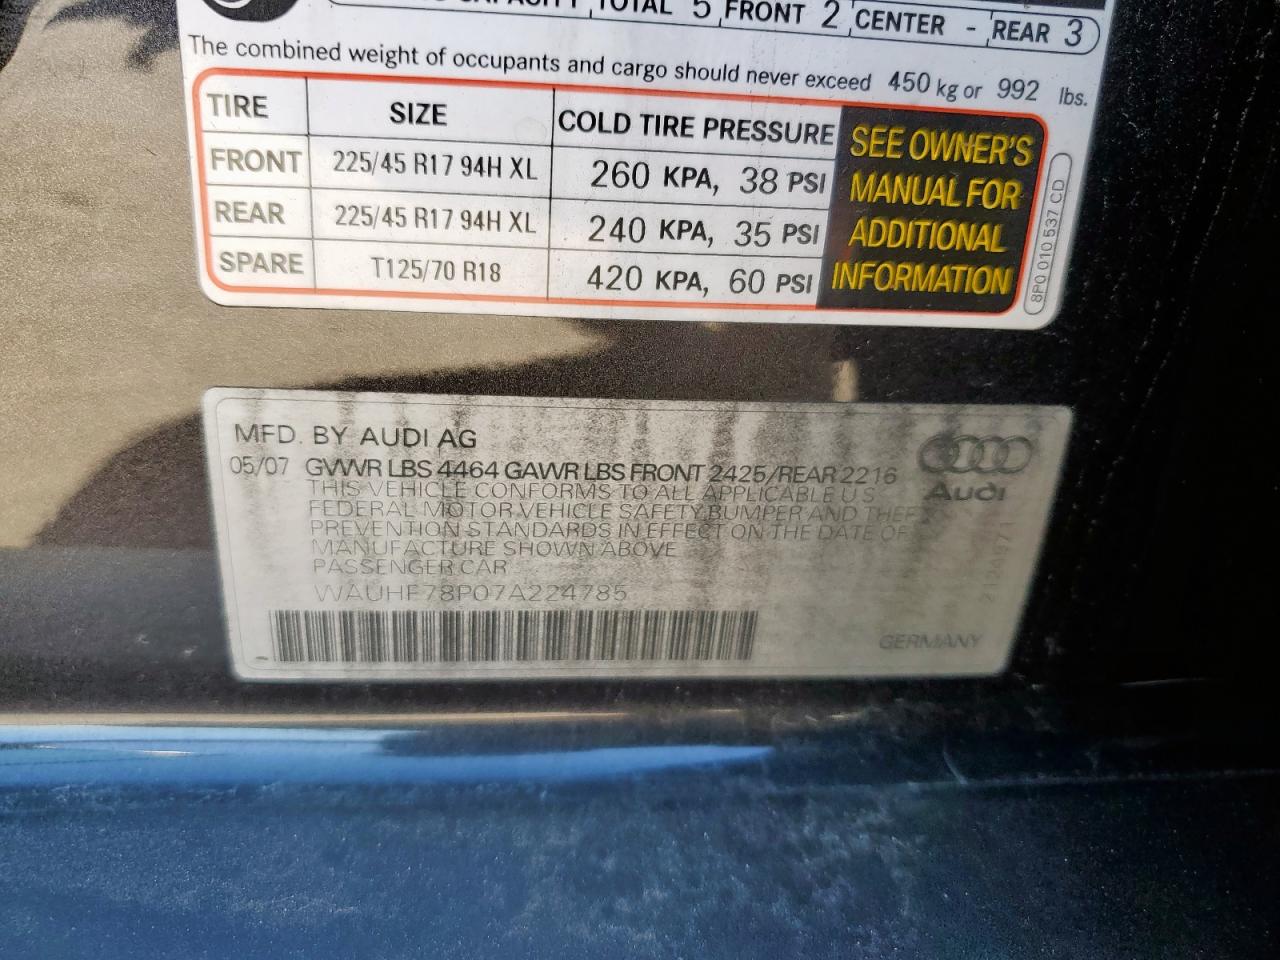 CAPACITY TOTAL 5 FRONT 2 CENTER - REAR 3
The combined weight of occupants and cargo should never exceed 450 kg or 992 lbs.
TIRE SIZE COLD TIRE PRESSURE
FRONT 225/45 R17 94H XL 260 KPA, 38 PSI
REAR 225/45 R17 94H XL 240 KPA, 35 PSI
SPARE T125/70 R18 420 KPA, 60 PSI
SEE OWNER'S
MANUAL FOR
ADDITIONAL
INFORMATION
8P0 010 537 CD
MFD. BY AUDI AG
05/07 GVWR LBS 4464 GAWR LBS FRONT 2425/REAR 2216
THIS VEHICLE CONFORMS TO ALL APPLICABLE U.S.
FEDERAL MOTOR VEHICLE SAFETY, BUMPER AND THEFT
PREVENTION STANDARDS IN EFFECT ON THE DATE OF
MANUFACTURE SHOWN ABOVE
PASSENGER CAR
WAUHF78P07A224785
Audi
GERMANY